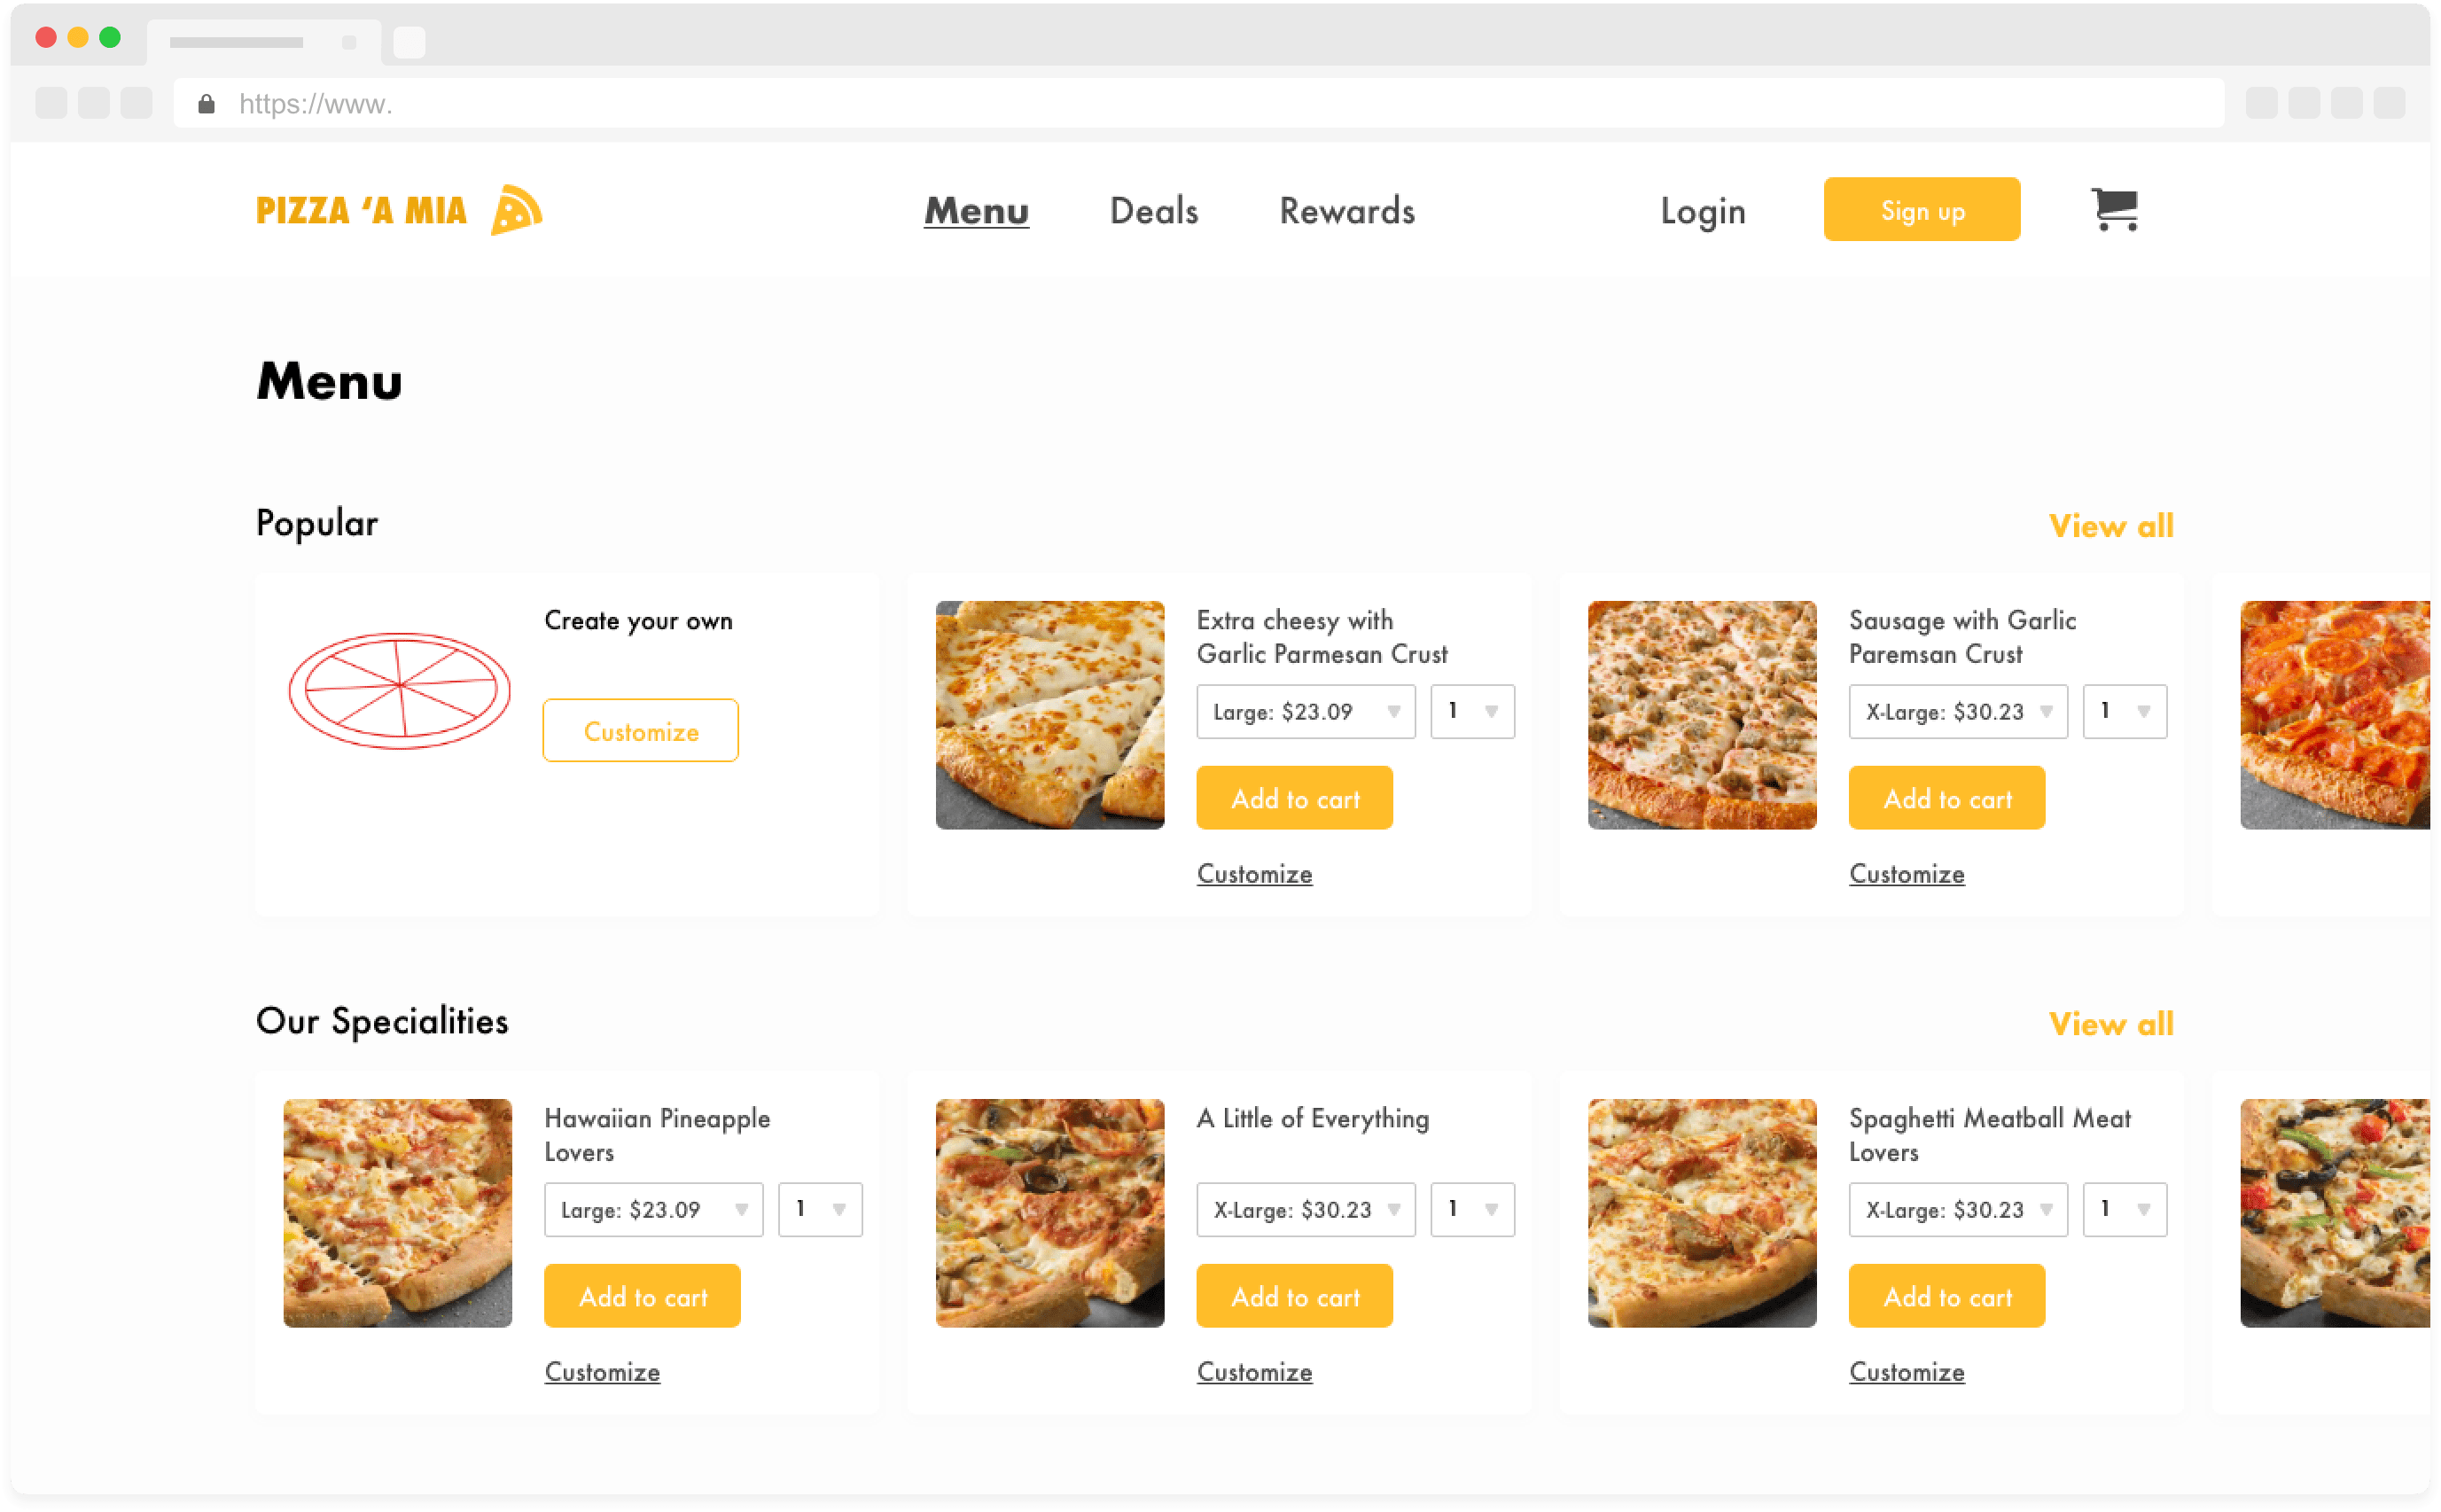 https://www.
PIZZA ‘A MIA
Menu
Deals
Rewards
Login
Sign up
Menu
Popular
View all
Create your own
Customize
Extra cheesy with
Garlic Parmesan Crust
Large: $23.09
1
Add to cart
Customize
Sausage with Garlic
Paremsan Crust
X-Large: $30.23
1
Add to cart
Customize
Our Specialities
View all
Hawaiian Pineapple
Lovers
Large: $23.09
1
Add to cart
Customize
A Little of Everything
X-Large: $30.23
1
Add to cart
Customize
Spaghetti Meatball Meat
Lovers
X-Large: $30.23
1
Add to cart
Customize